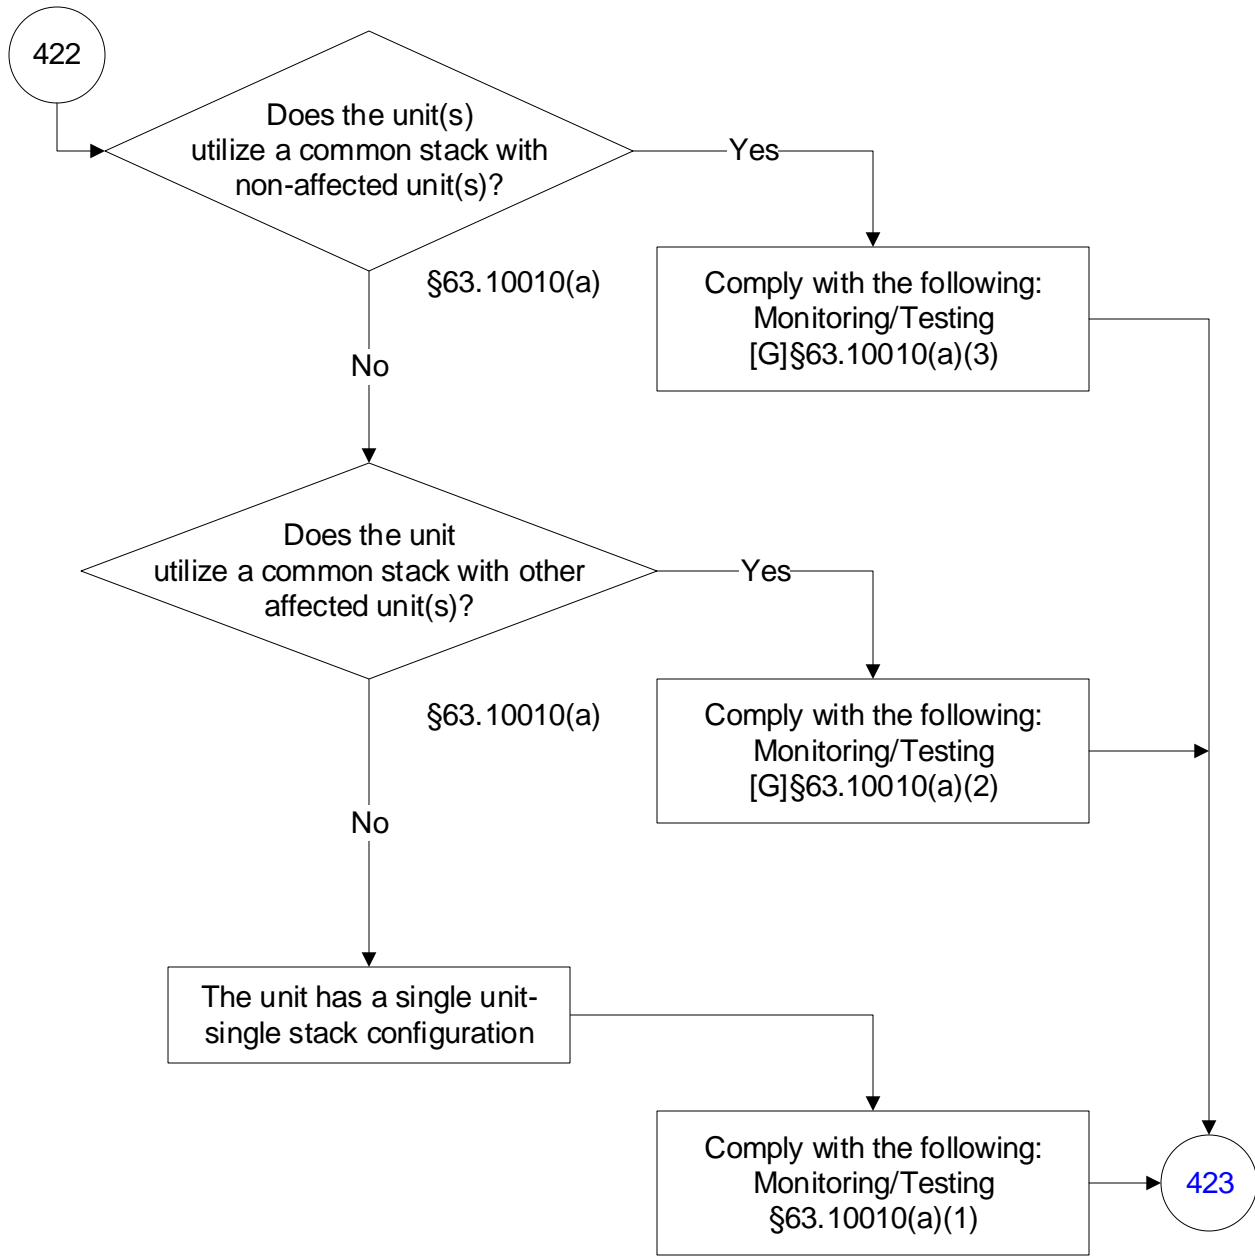 422
Does the unit(s)
utilize a common stack with
non-affected unit(s)?
Yes
§63.10010(a)
Comply with the following:
Monitoring/Testing
[G]§63.10010(a)(3)
No
Does the unit
utilize a common stack with other
affected unit(s)?
Yes
§63.10010(a)
Comply with the following:
Monitoring/Testing
[G]§63.10010(a)(2)
No
The unit has a single unit-
single stack configuration
Comply with the following:
Monitoring/Testing
§63.10010(a)(1)
423